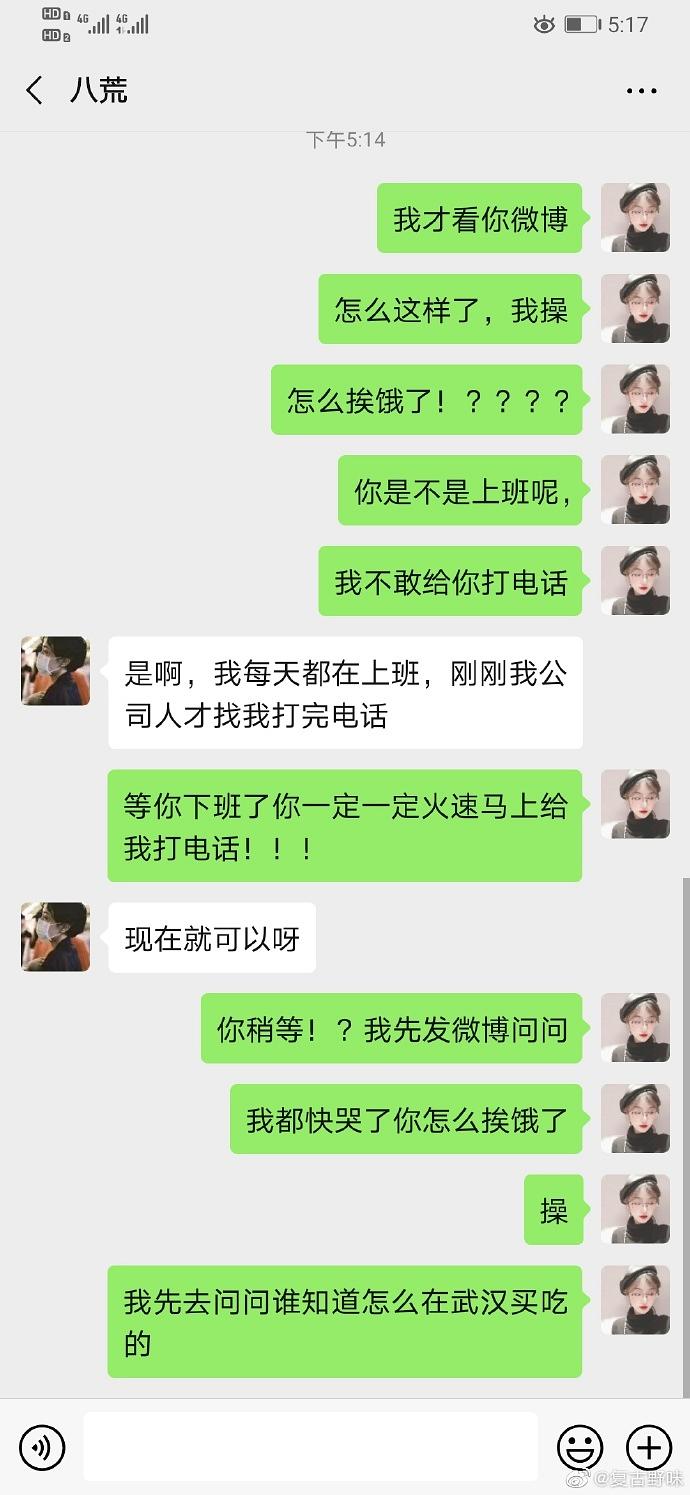 HD 1 4G 4G 5:17
HD 2
八荒
下午5:14
我才看你微博
怎么这样了，我操
怎么挨饿了！？？？？
你是不是上班呢，
我不敢给你打电话
是啊，我每天都在上班，刚刚我公
司人才找我打完电话
等你下班了你一定一定火速马上给
我打电话！！！
现在就可以呀
你稍等！？我先发微博问问
我都快哭了你怎么挨饿了
操
我先去问问谁知道怎么在武汉买吃
的
@复古野味